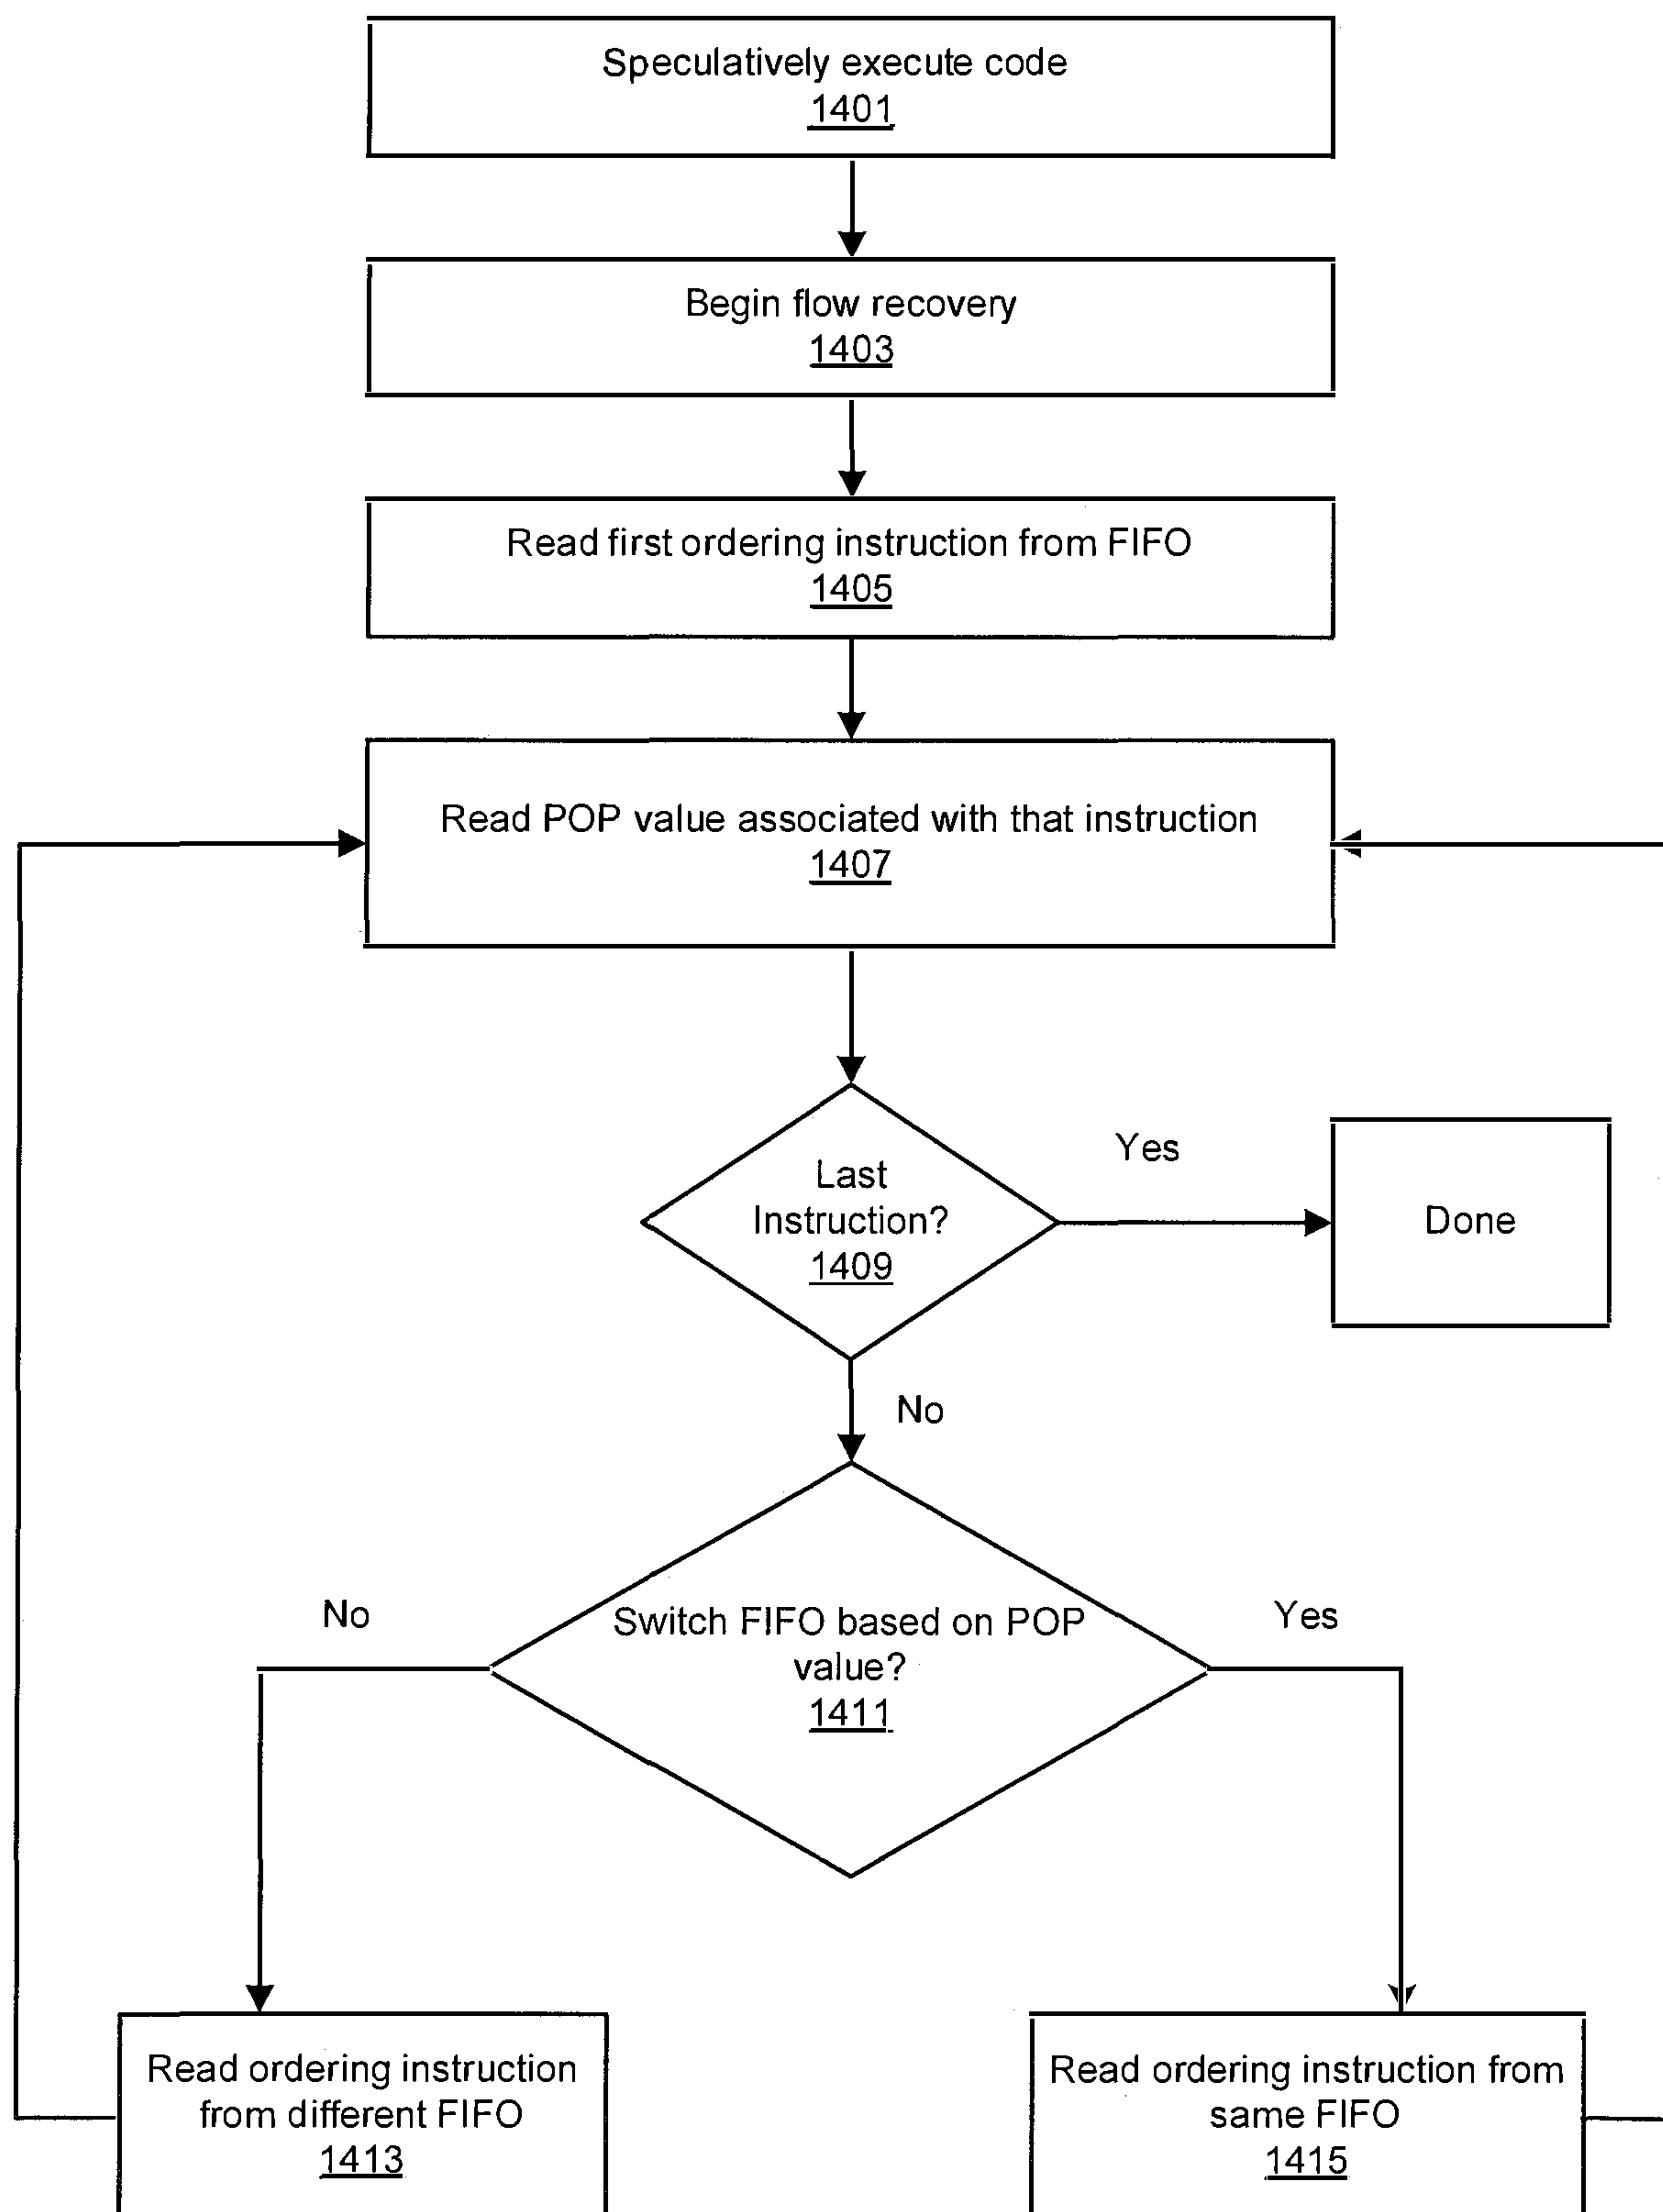 Speculatively execute code
1401
Begin flow recovery
1403
Read first ordering instruction from FIFO
1405
Read POP value associated with that instruction
1407
Last
Instruction?
1409
Yes
Done
No
Switch FIFO based on POP
value?
1411
No
Yes
Read ordering instruction
from different FIFO
1413
Read ordering instruction from
same FIFO
1415